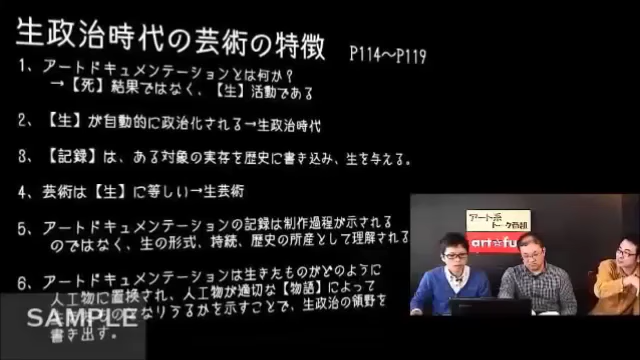 生政治時代の芸術の特徴 P114～P119
1、アートドキュメンテーションとは何か？
→【死】結果ではなく、【生】活動である
2、【生】が自動的に政治化される→生政治時代
3、【記録】は、ある対象の実存を歴史に書き込み、生を与える。
4、芸術は【生】に等しい→生芸術
5、アートドキュメンテーションの記録は制作過程が示される
のではなく、生の形式、持続、歴史の所産として理解される
6、アートドキュメンテーションは生きたものがどのように
人工物に置換され、人工物が適切な【物語】によって
なりうるかを示すことで、生政治の領野を
書き出す。
SAMPLE
アート系
トーク番組
art☆fu